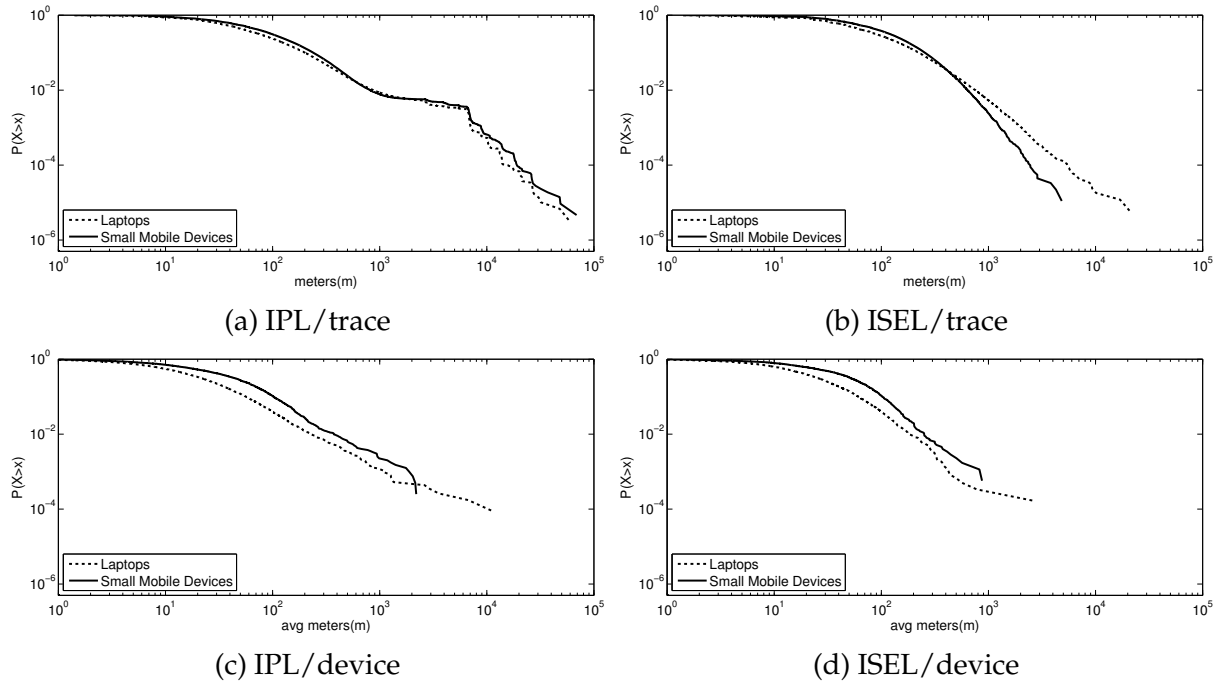 10^0
10^-2
10^-4
10^-6
P(X>x)
Laptops
Small Mobile Devices
10^0 10^1 10^2 10^3 10^4 10^5
meters(m)
(a) IPL/trace
10^0
10^-2
10^-4
10^-6
P(X>x)
Laptops
Small Mobile Devices
10^0 10^1 10^2 10^3 10^4 10^5
meters(m)
(b) ISEL/trace
10^0
10^-2
10^-4
10^-6
P(X>x)
Laptops
Small Mobile Devices
10^0 10^1 10^2 10^3 10^4 10^5
avg meters(m)
(c) IPL/device
10^0
10^-2
10^-4
10^-6
P(X>x)
Laptops
Small Mobile Devices
10^0 10^1 10^2 10^3 10^4 10^5
avg meters(m)
(d) ISEL/device